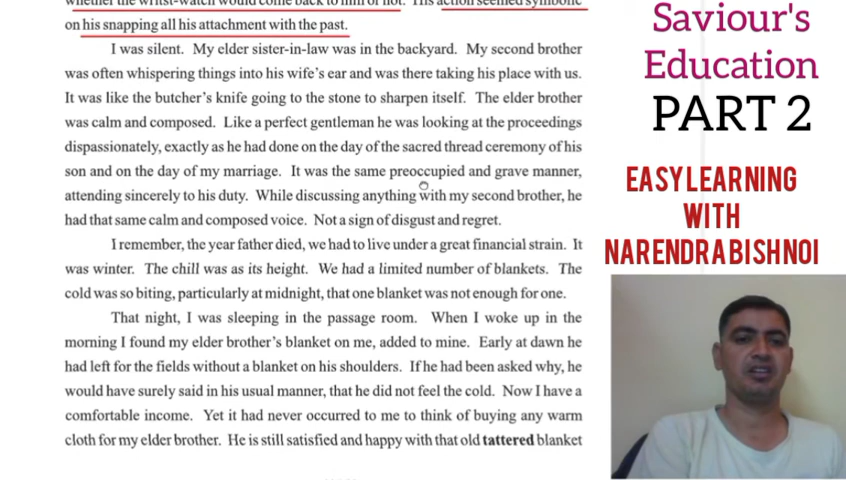 whether the wrist-watch would come back to him or not. His action seemed symbolic
on his snapping all his attachment with the past.
I was silent. My elder sister-in-law was in the backyard. My second brother
was often whispering things into his wife's ear and was there taking his place with us.
It was like the butcher's knife going to the stone to sharpen itself. The elder brother
was calm and composed. Like a perfect gentleman he was looking at the proceedings
dispassionately, exactly as he had done on the day of the sacred thread ceremony of his
son and on the day of my marriage. It was the same preoccupied and grave manner,
attending sincerely to his duty. While discussing anything with my second brother, he
had that same calm and composed voice. Not a sign of disgust and regret.
I remember, the year father died, we had to live under a great financial strain. It
was winter. The chill was as its height. We had a limited number of blankets. The
cold was so biting, particularly at midnight, that one blanket was not enough for one.
That night, I was sleeping in the passage room. When I woke up in the
morning I found my elder brother's blanket on me, added to mine. Early at dawn he
had left for the fields without a blanket on his shoulders. If he had been asked why, he
would have surely said in his usual manner, that he did not feel the cold. Now I have a
comfortable income. Yet it had never occurred to me to think of buying any warm
cloth for my elder brother. He is still satisfied and happy with that old tattered blanket
Saviour's
Education
PART 2
EASY LEARNING
WITH
NARENDRA BISHNOI